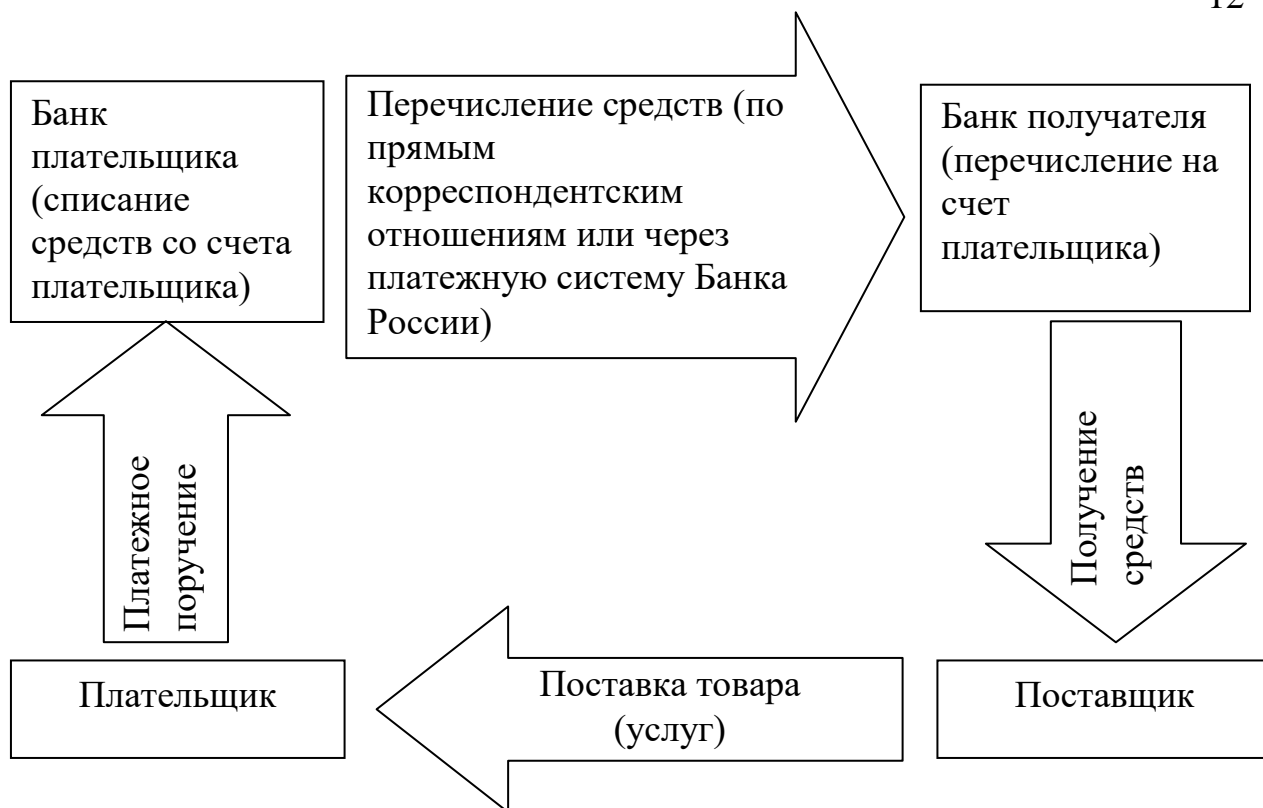 12
Банк
плательщика
(списание
средств со счета
плательщика)
Перечисление средств (по
прямым
корреспондентским
отношениям или через
платежную систему Банка
России)
Банк получателя
(перечисление на
счет
плательщика)
Платежное
поручение
Получение
средств
Плательщик
Поставка товара
(услуг)
Поставщик